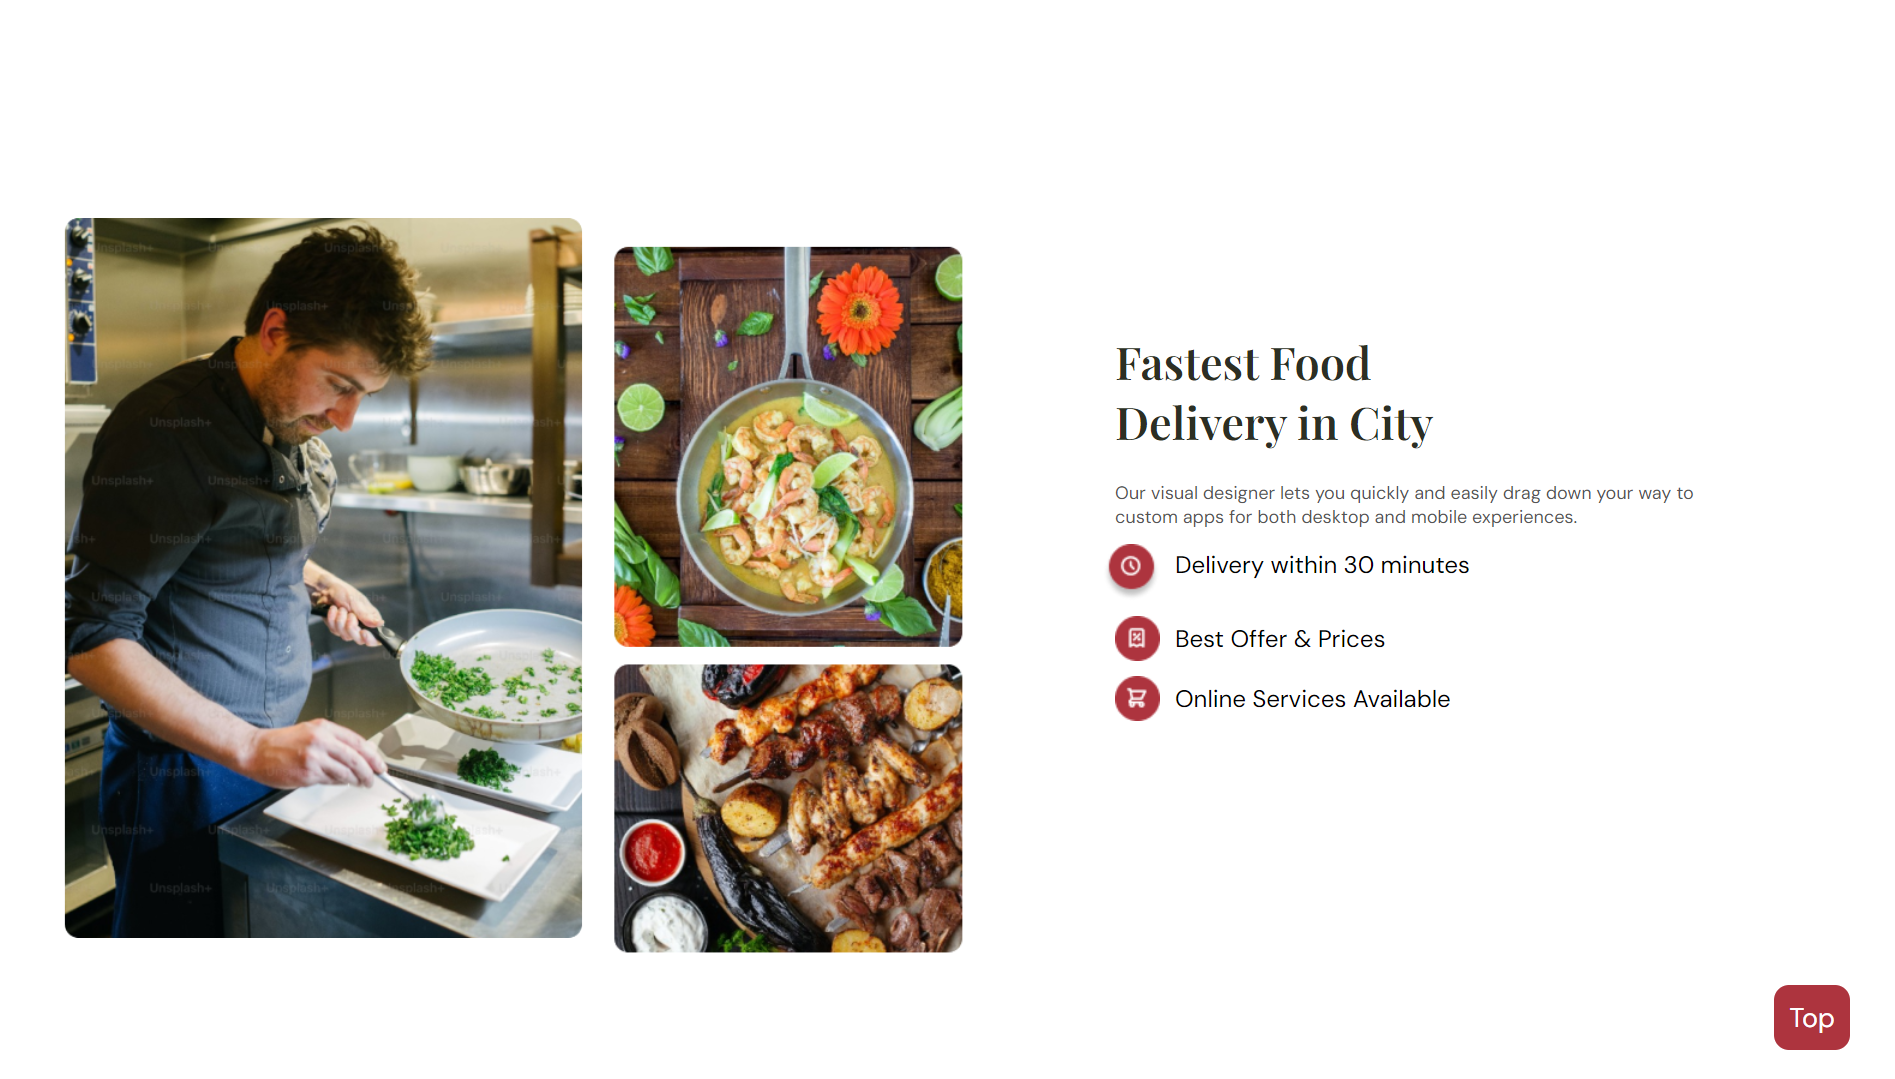 Fastest Food
Delivery in City
Our visual designer lets you quickly and easily drag down your way to
custom apps for both desktop and mobile experiences.
Delivery within 30 minutes
Best Offer & Prices
Online Services Available
Top